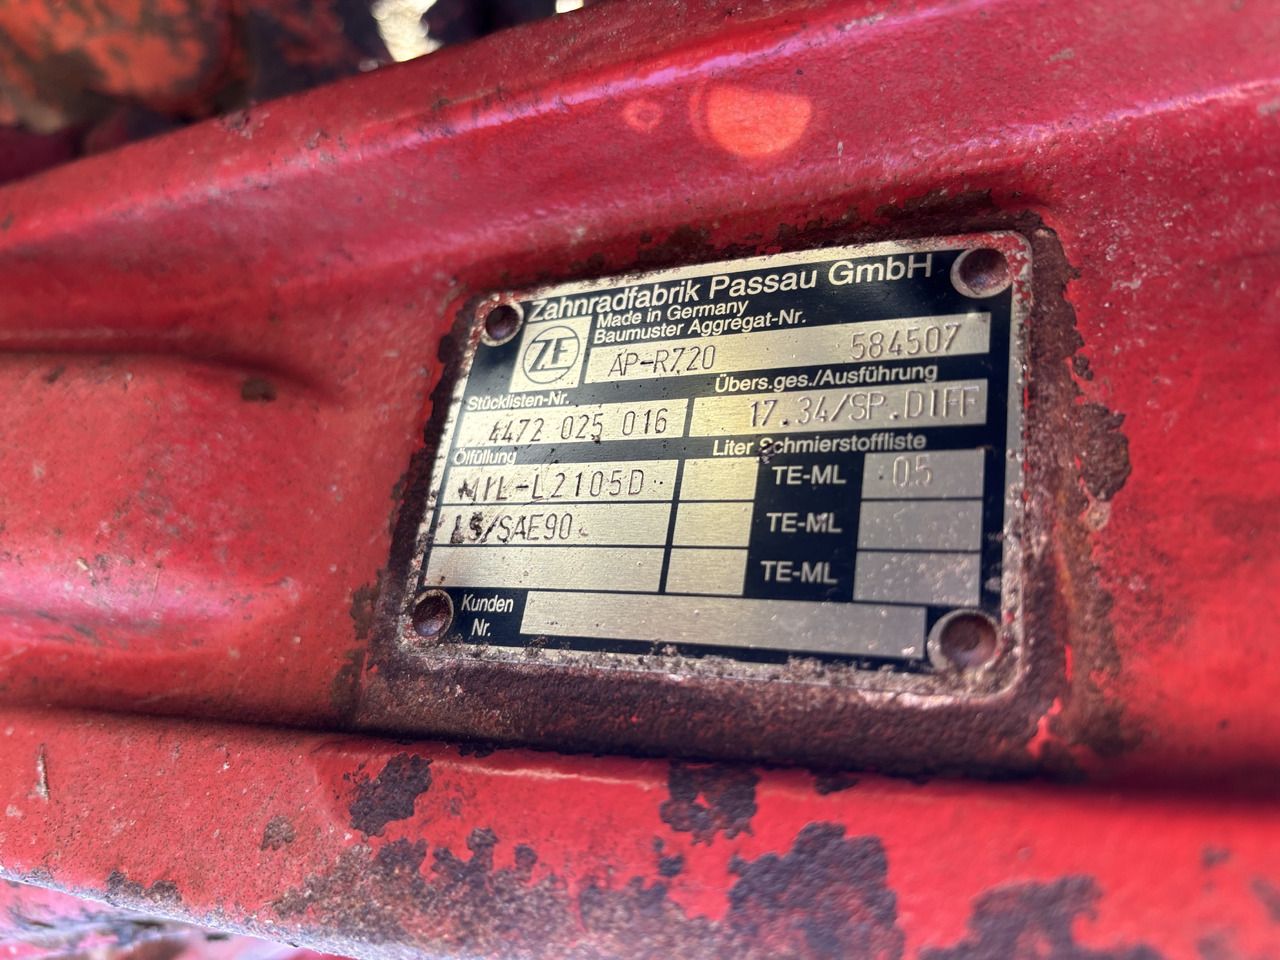 Zahnradfabrik Passau GmbH
Made in Germany
Baumuster Aggregat-Nr.
ZF
AP-R720 584507
Stücklisten-Nr. Übers.ges./Ausführung
4472 025 016 17.34/SP.DIFF
Ölfüllung Liter Schmierstoffliste
MIL-L2105D TE-ML 05
LS/SAE90 TE-ML
TE-ML
Kunden
Nr.